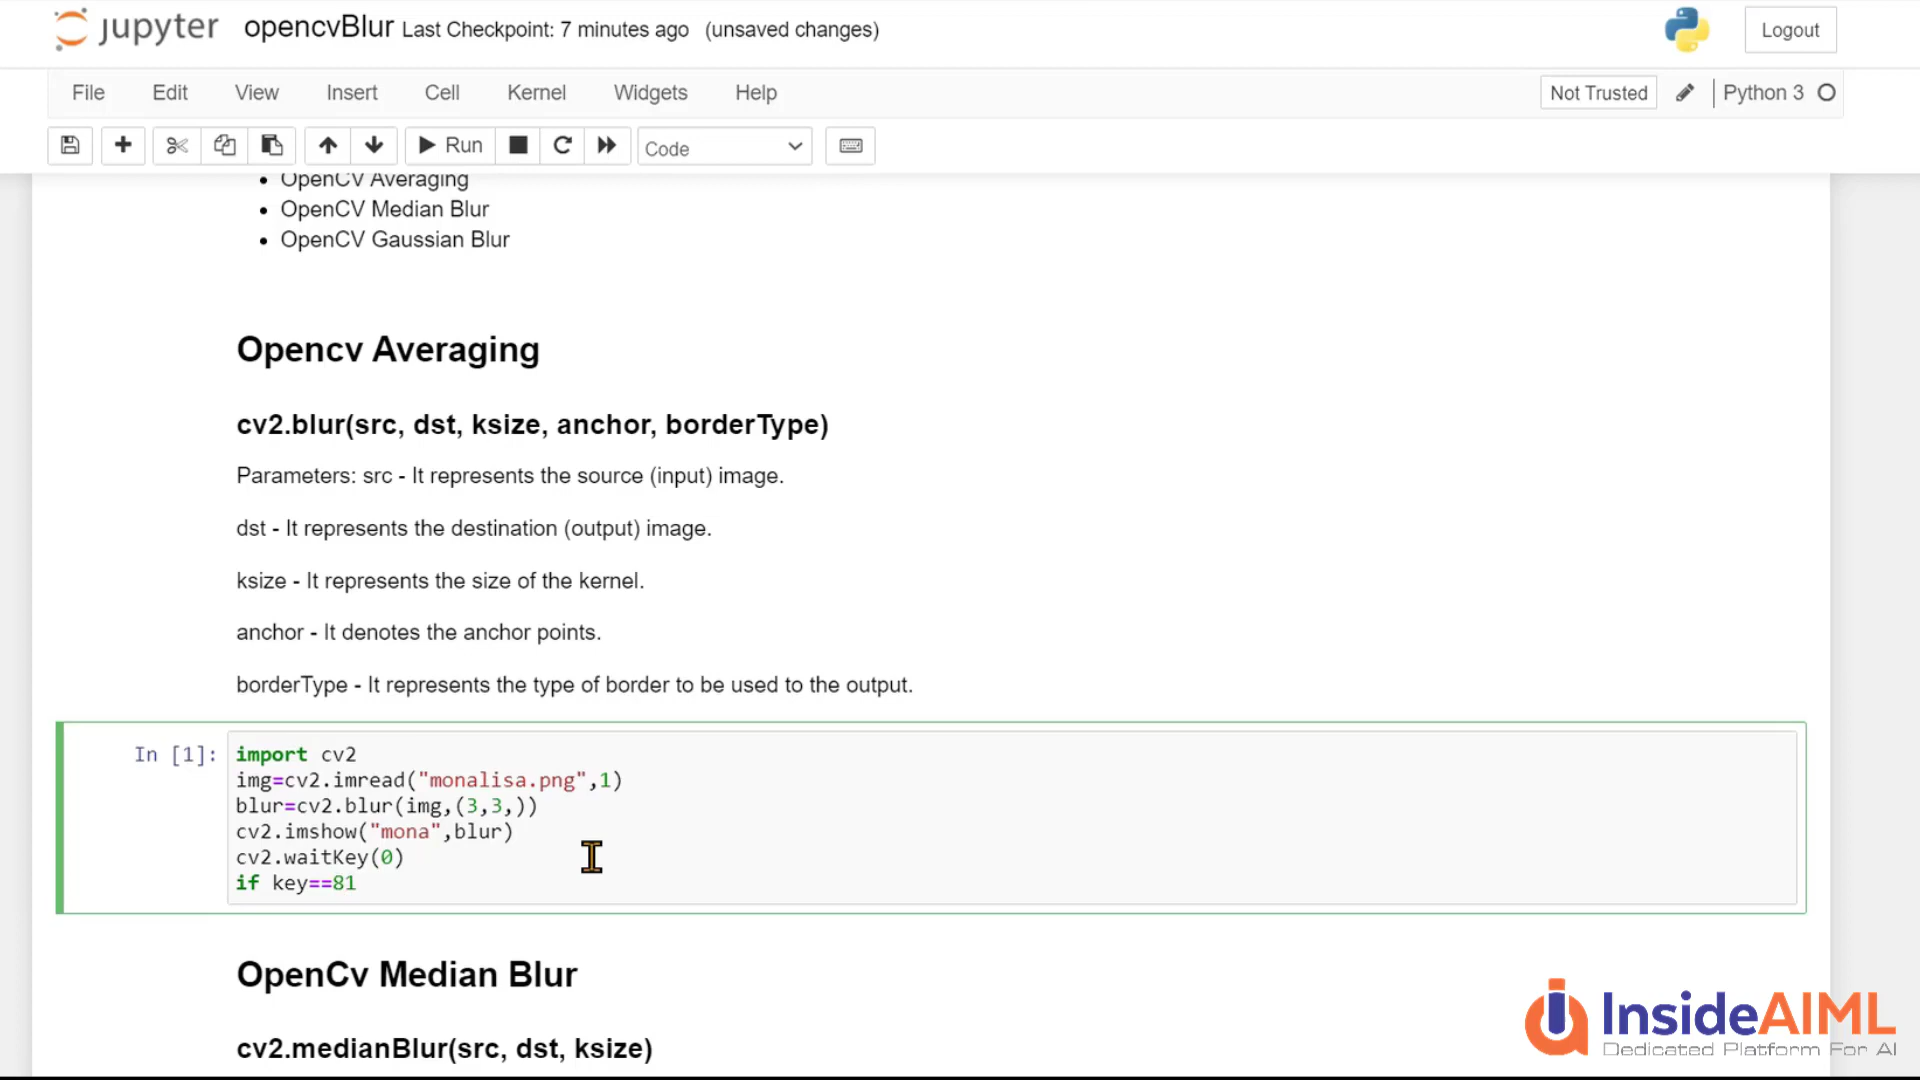 jupyter opencvBlur Last Checkpoint: 7 minutes ago (unsaved changes) Logout
File Edit View Insert Cell Kernel Widgets Help Not Trusted Python 3
Run Code
OpenCV Averaging
OpenCV Median Blur
OpenCV Gaussian Blur
Opencv Averaging
cv2.blur(src, dst, ksize, anchor, borderType)
Parameters: src - It represents the source (input) image.
dst - It represents the destination (output) image.
ksize - It represents the size of the kernel.
anchor - It denotes the anchor points.
borderType - It represents the type of border to be used to the output.
In [1]: import cv2
img=cv2.imread("monalisa.png",1)
blur=cv2.blur(img,(3,3,))
cv2.imshow("mona",blur)
cv2.waitKey(0)
if key==81
OpenCv Median Blur
cv2.medianBlur(src, dst, ksize)
InsideAIML
Dedicated Platform For AI